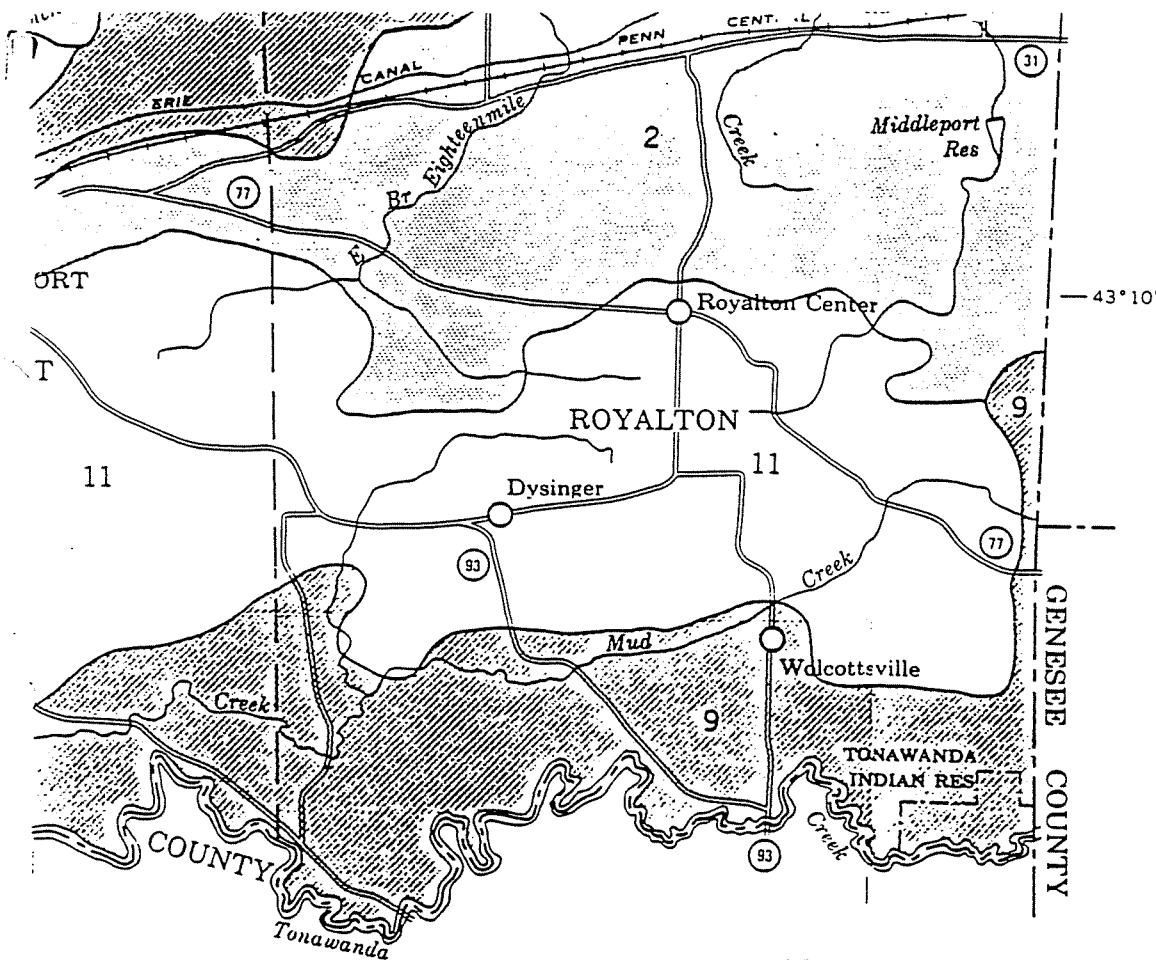 CENT
PENN
CANAL
ERIE
31
Eighteenmile
Br
E
Creek
2
Middleport
Res
77
ORT
43°10'
Royalton Center
T
ROYALTON
9
11
11
Dysinger
93
77
Creek
Mud
Wolcottsville
GENESEE COUNTY
Creek
9
TONAWANDA
INDIAN RES
COUNTY
Creek
93
Tonawanda